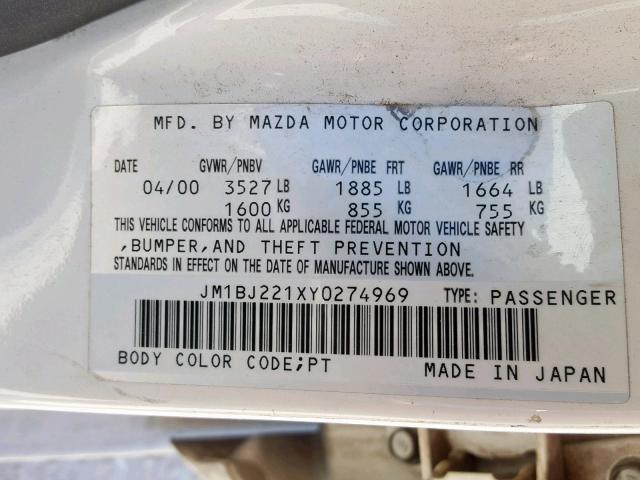 MFD. BY MAZDA MOTOR CORPORATION
DATE GVWR/PNBV GAWR/PNBE FRT GAWR/PNBE RR
04/00 3527 LB 1885 LB 1664 LB
1600 KG 855 KG 755 KG
THIS VEHICLE CONFORMS TO ALL APPLICABLE FEDERAL MOTOR VEHICLE SAFETY
,BUMPER,AND THEFT PREVENTION
STANDARDS IN EFFECT ON THE DATE OF MANUFACTURE SHOWN ABOVE.
JM1BJ221XY0274969 TYPE: PASSENGER
BODY COLOR CODE;PT MADE IN JAPAN